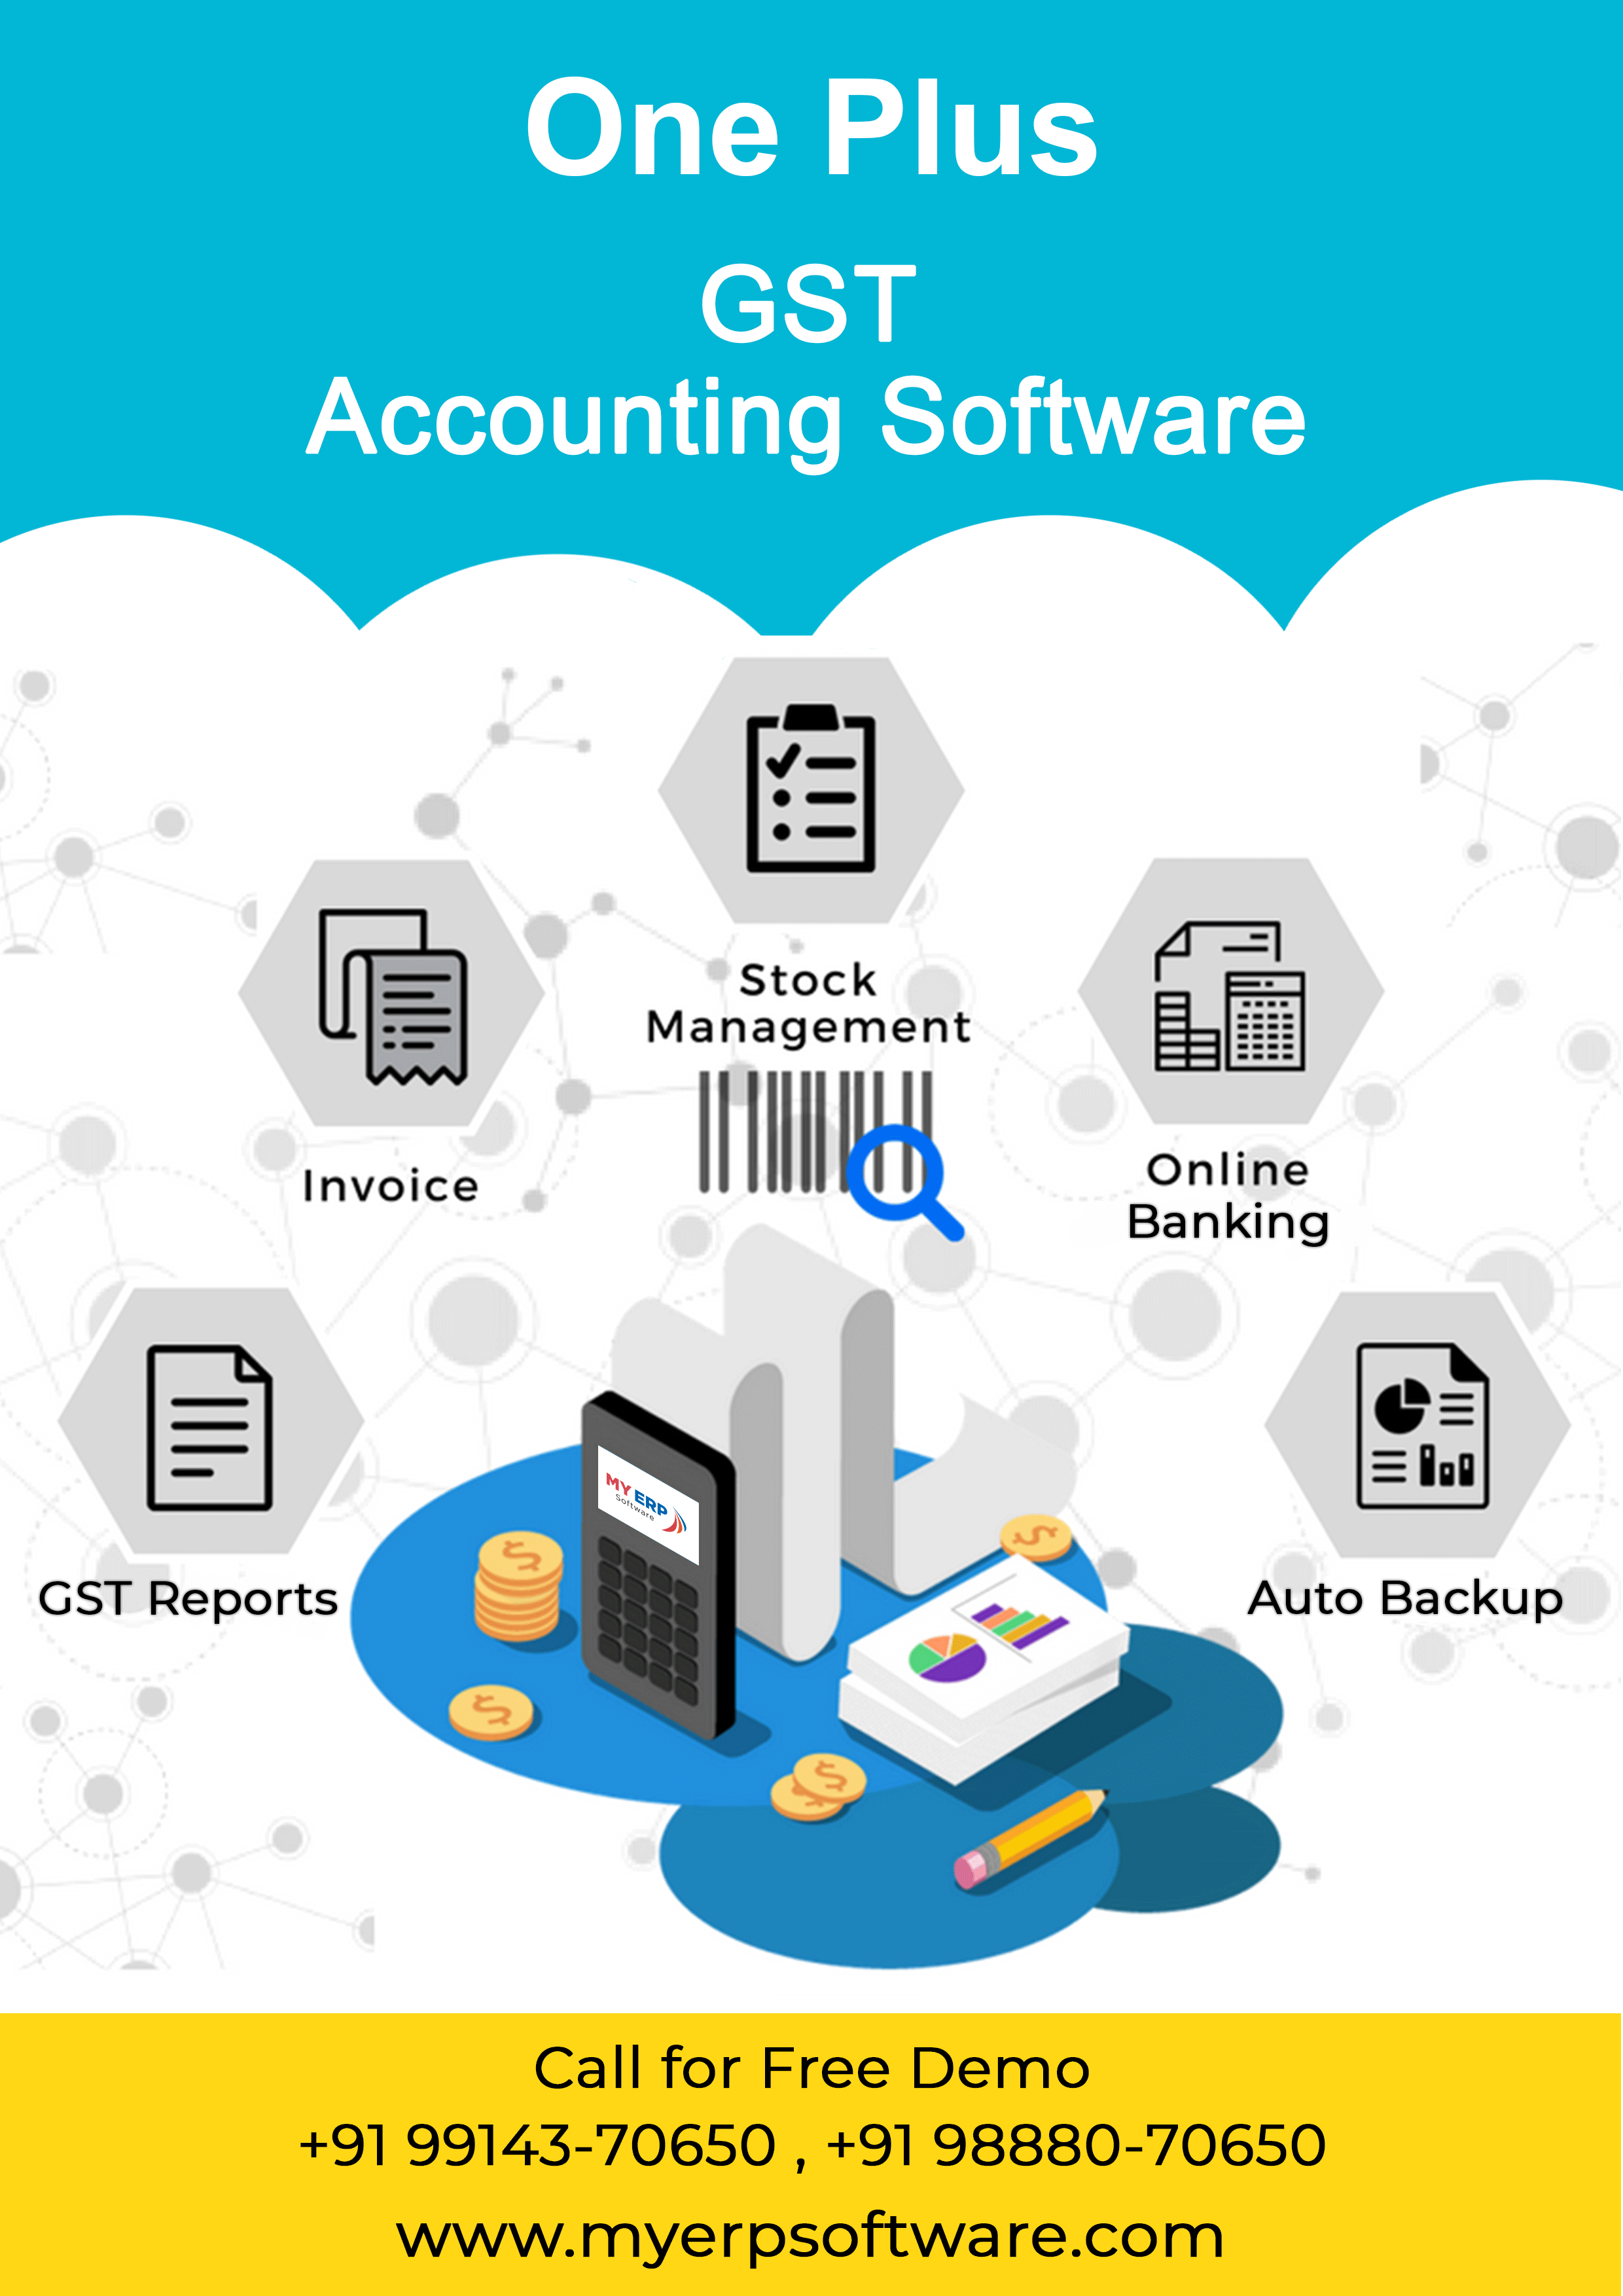 One Plus
GST
Accounting Software
Stock
Management
Invoice
Online
Banking
GST Reports
Auto Backup
MY ERP
Software
Call for Free Demo
+91 99143-70650 , +91 98880-70650
www.myerpsoftware.com